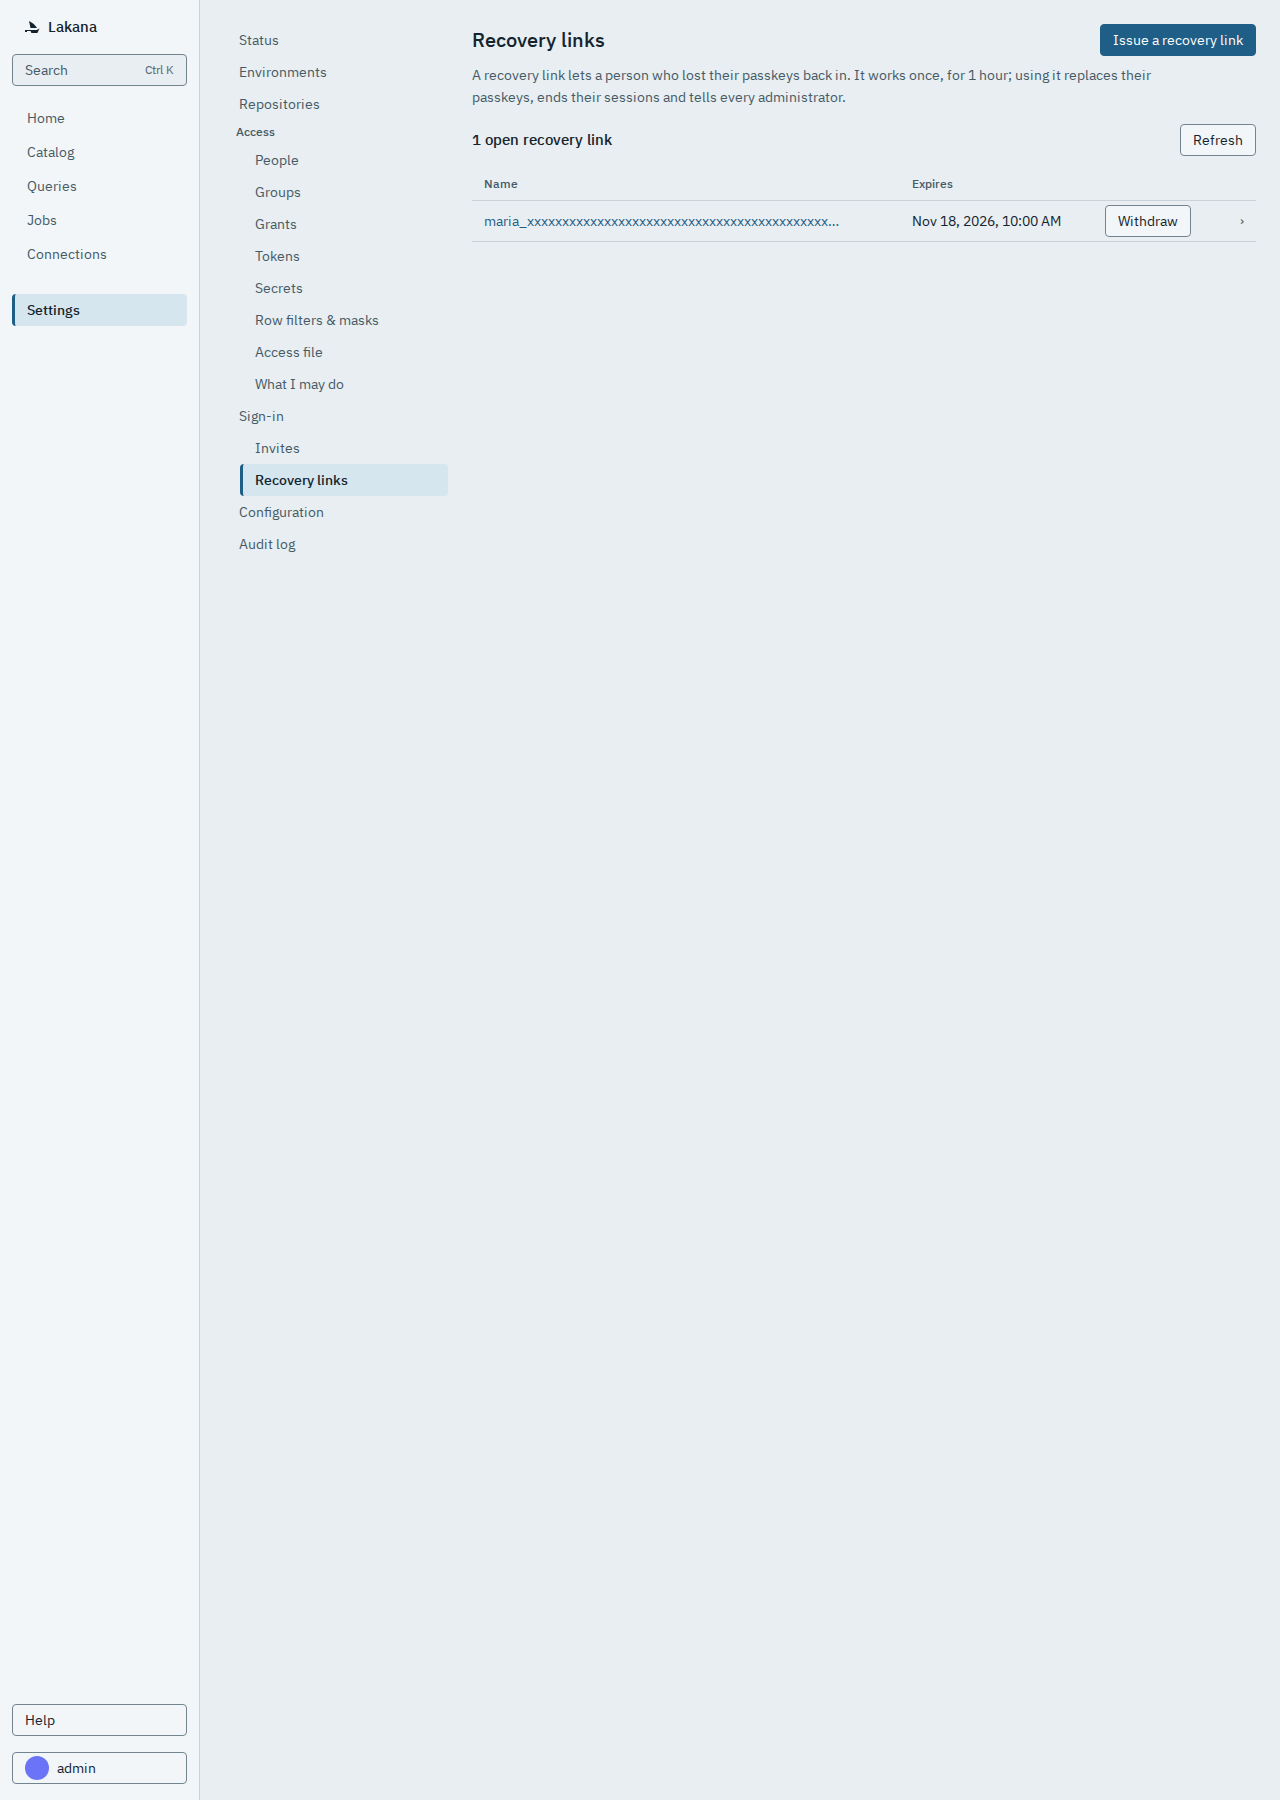 Lakana
Search Ctrl K
Home
Catalog
Queries
Jobs
Connections
Settings
Help
admin
Status
Environments
Repositories
Access
People
Groups
Grants
Tokens
Secrets
Row filters & masks
Access file
What I may do
Sign-in
Invites
Recovery links
Configuration
Audit log
Recovery links
Issue a recovery link
A recovery link lets a person who lost their passkeys back in. It works once, for 1 hour; using it replaces their
passkeys, ends their sessions and tells every administrator.
1 open recovery link
Refresh
Name Expires
maria_xxxxxxxxxxxxxxxxxxxxxxxxxxxxxxxxxxxxxxxxxxx… Nov 18, 2026, 10:00 AM Withdraw ›